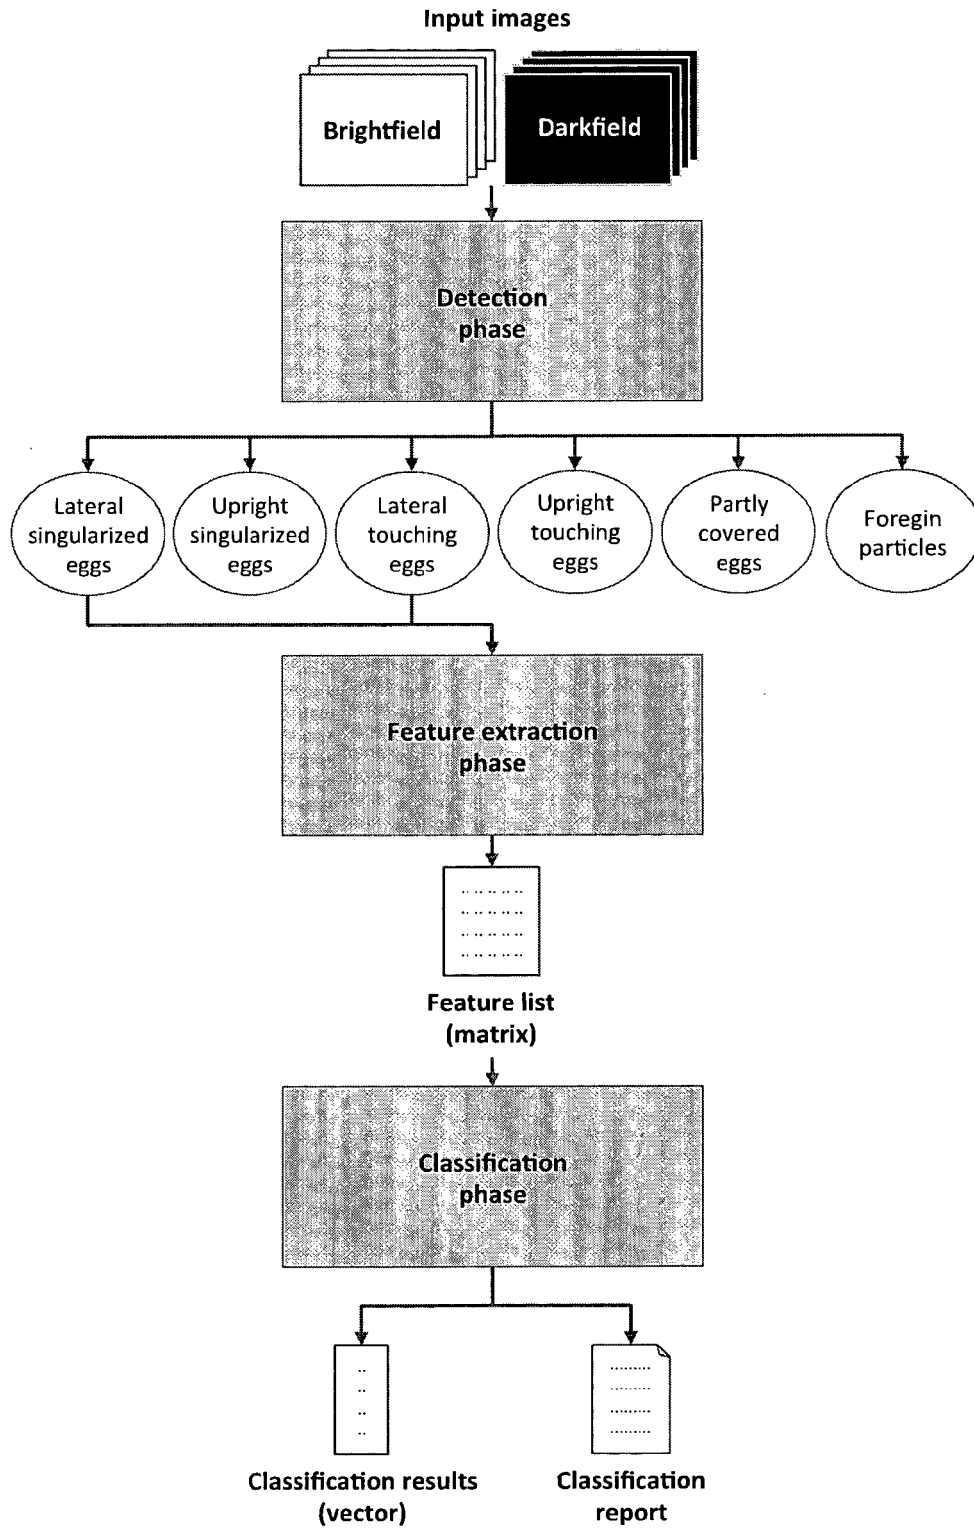 Input images
Brightfield
Darkfield
Detection
phase
Lateral
singularized
eggs
Upright
singularized
eggs
Lateral
touching
eggs
Upright
touching
eggs
Partly
covered
eggs
Foregin
particles
Feature extraction
phase
Feature list
(matrix)
Classification
phase
Classification results
(vector)
Classification
report